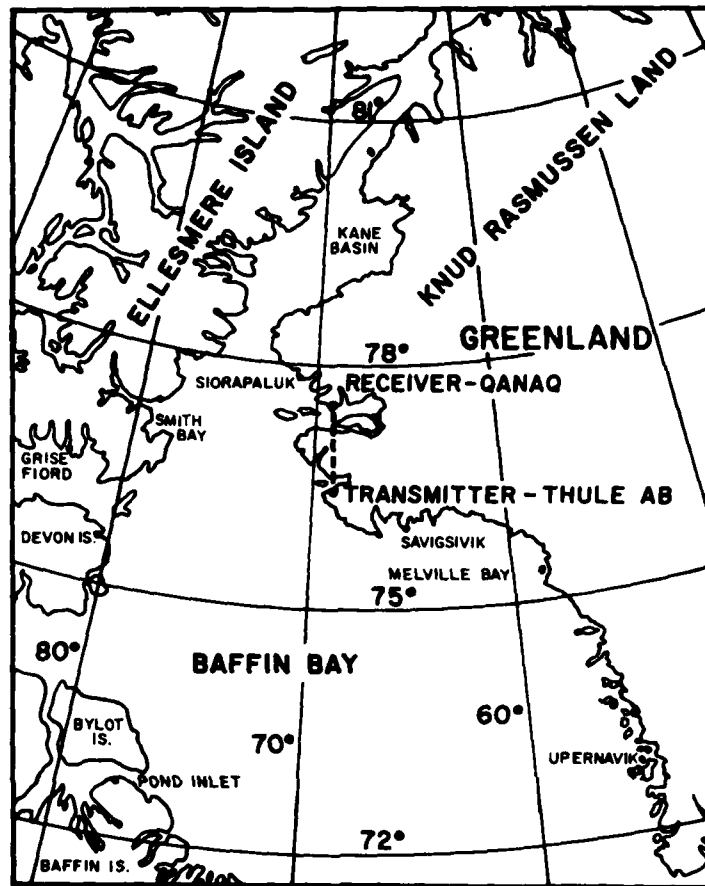 81°
ELLESMERE ISLAND
KNUD RASMUSSEN LAND
KANE
BASIN
GREENLAND
78°
SIORAPALUK
RECEIVER-QANAQ
SMITH
BAY
GRISE
FIORD
TRANSMITTER - THULE AB
DEVON IS.
SAVIGSIVIK
MELVILLE BAY
75°
80°
BAFFIN BAY
BYLOT
IS.
70°
60°
UPERNAVIK
POND INLET
72°
BAFFIN IS.